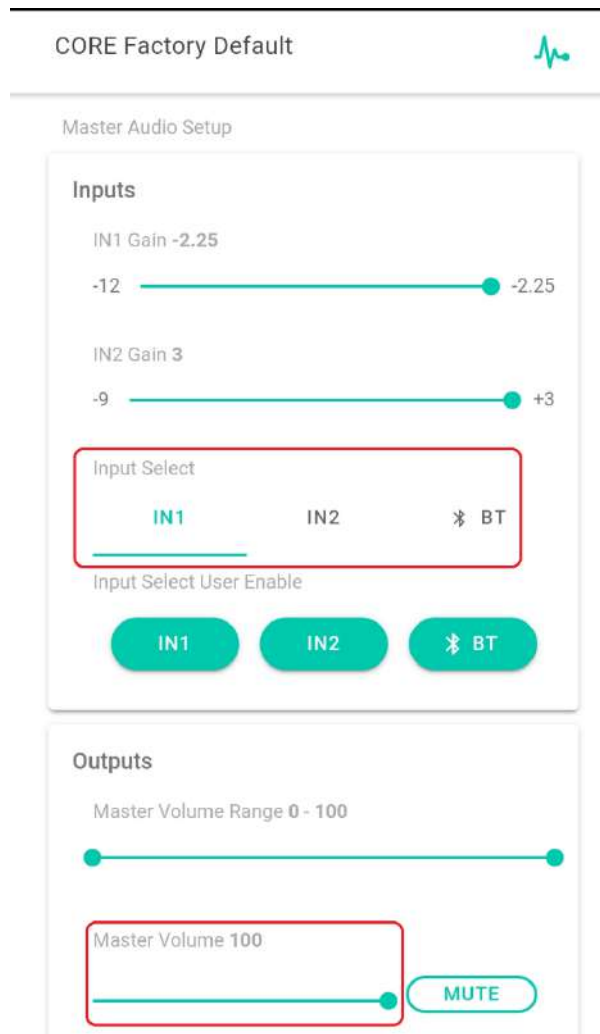 CORE Factory Default
Master Audio Setup
Inputs
IN1 Gain -2.25
-12 -2.25
IN2 Gain 3
-9 +3
Input Select
IN1 IN2 BT
Input Select User Enable
IN1 IN2 BT
Outputs
Master Volume Range 0 - 100
Master Volume 100
MUTE